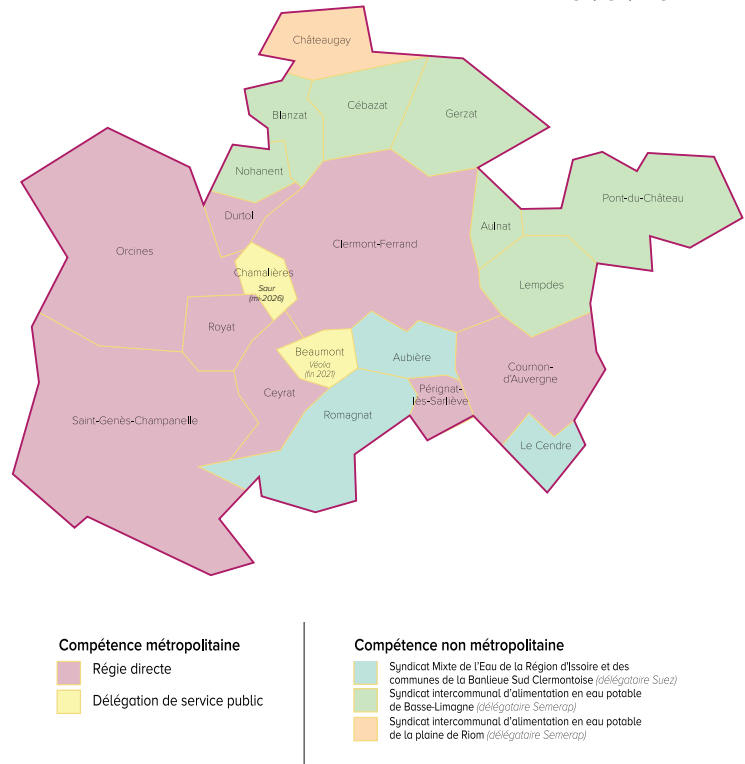 Châteaugay
Cébazat
Gerzat
Blanzat
Nohanent
Pont-du-Château
Durtol
Aulnat
Orcines
Clermont-Ferrand
Chamalières
Saur
(mi-2026)
Lempdes
Royat
Beaumont
Véolia
(fin 2021)
Aubière
Cournon-
d'Auvergne
Ceyrat
Pérignat-
lès-Sarliève
Saint-Genès-Champanelle
Romagnat
Le Cendre
Compétence métropolitaine
Régie directe
Délégation de service public
Compétence non métropolitaine
Syndicat Mixte de l'Eau de la Région d'Issoire et des
communes de la Banlieue Sud Clermontoise (délégataire Suez)
Syndicat intercommunal d'alimentation en eau potable
de Basse-Limagne (délégataire Semerap)
Syndicat intercommunal d'alimentation en eau potable
de la plaine de Riom (délégataire Semerap)